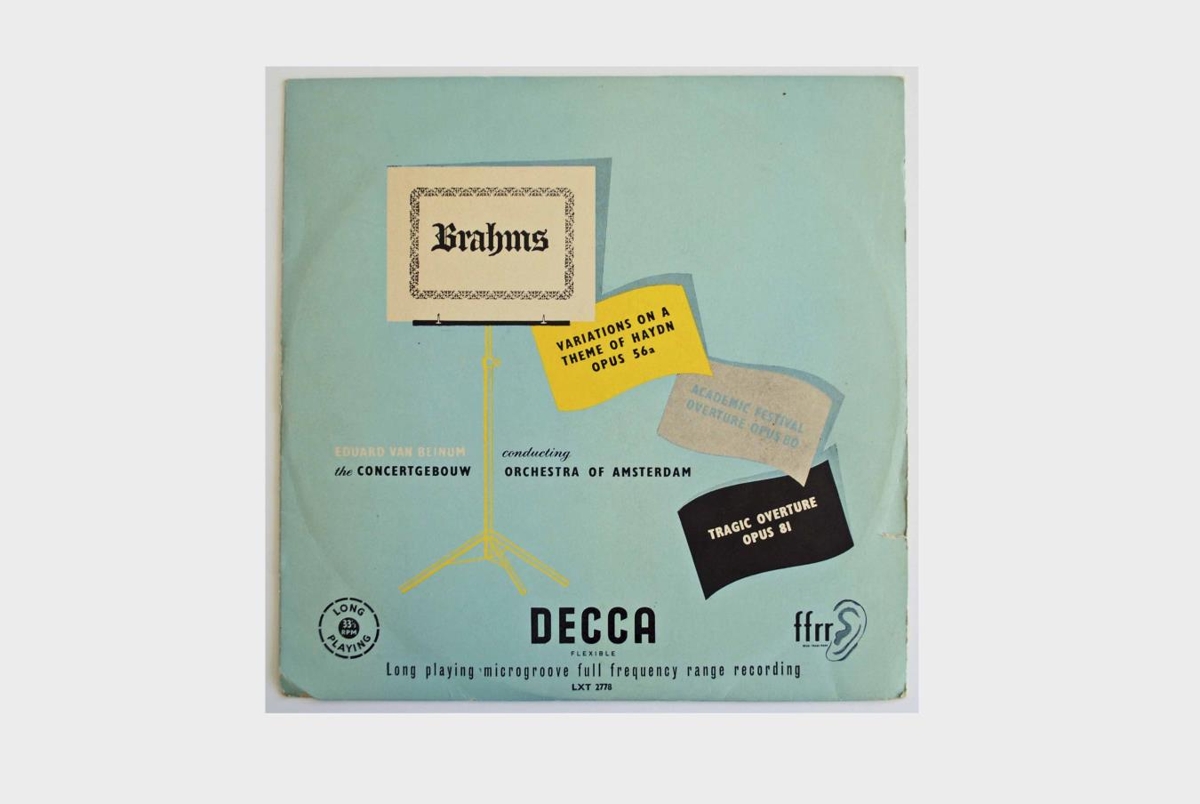 Brahms
VARIATIONS ON A
THEME OF HAYDN
OPUS 56a
ACADEMIC FESTIVAL
OVERTURE OPUS 80
EDUARD VAN BEINUM conducting
the CONCERTGEBOUW ORCHESTRA OF AMSTERDAM
TRAGIC OVERTURE
OPUS 81
LONG
33⅓
RPM
PLAYING
DECCA
FLEXIBLE
ffrr
Long playing microgroove full frequency range recording
LXT 2778